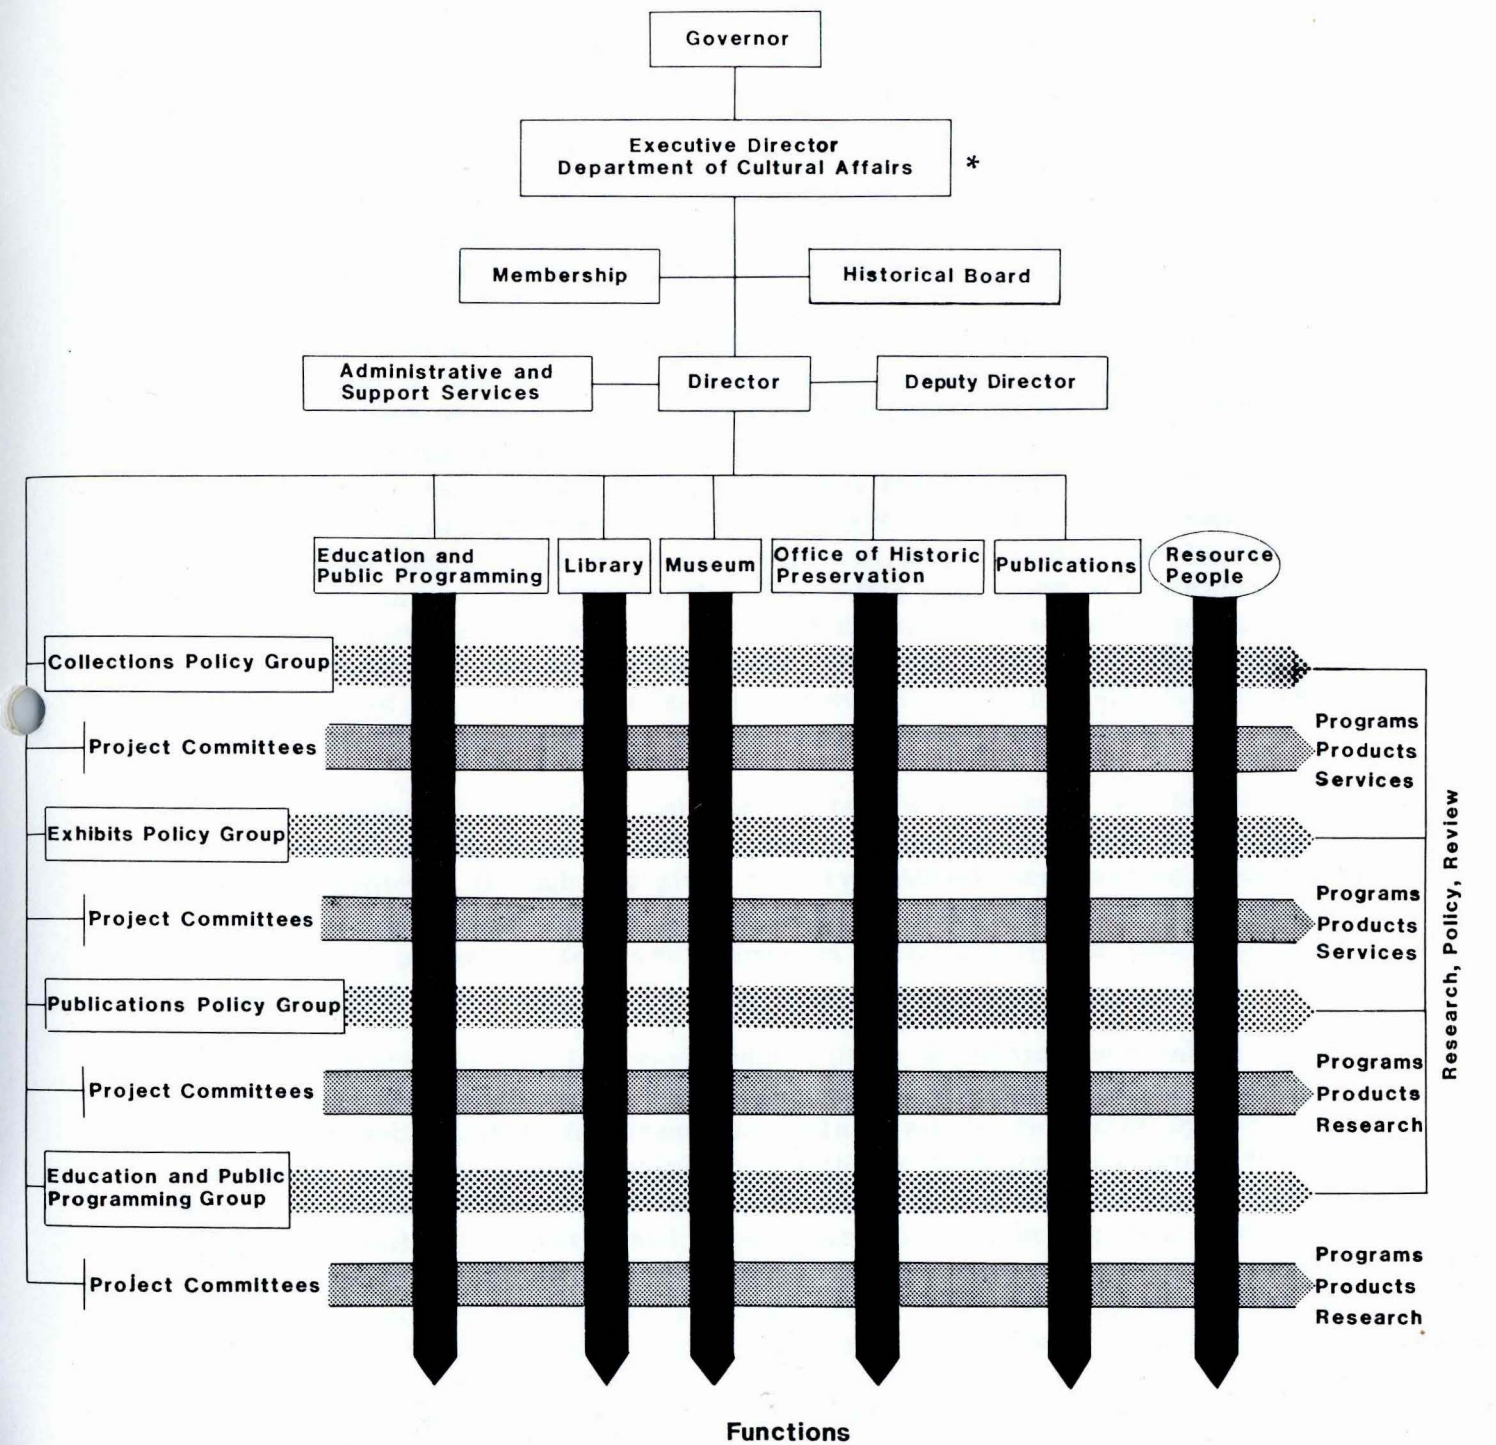 Governor
Executive Director
Department of Cultural Affairs
*
Membership
Historical Board
Administrative and
Support Services
Director
Deputy Director
Education and
Public Programming
Library
Museum
Office of Historic
Preservation
Publications
Resource
People
Collections Policy Group
Project Committees
Programs
Products
Services
Exhibits Policy Group
Project Committees
Programs
Products
Services
Publications Policy Group
Project Committees
Programs
Products
Research
Education and Public
Programming Group
Project Committees
Programs
Products
Research
Research, Policy, Review
Functions